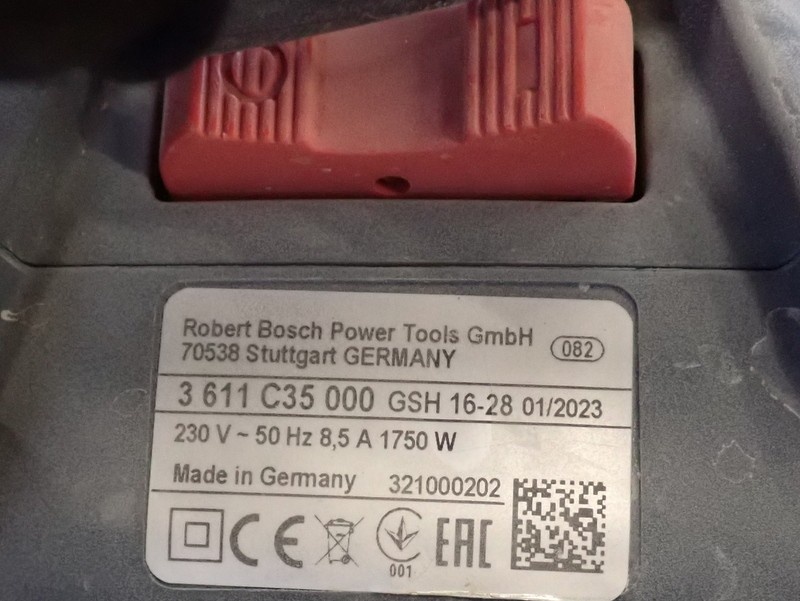 Robert Bosch Power Tools GmbH
70538 Stuttgart GERMANY
082
3 611 C35 000 GSH 16-28 01/2023
230 V ~ 50 Hz 8,5 A 1750 W
Made in Germany 321000202
CE
001
EAC